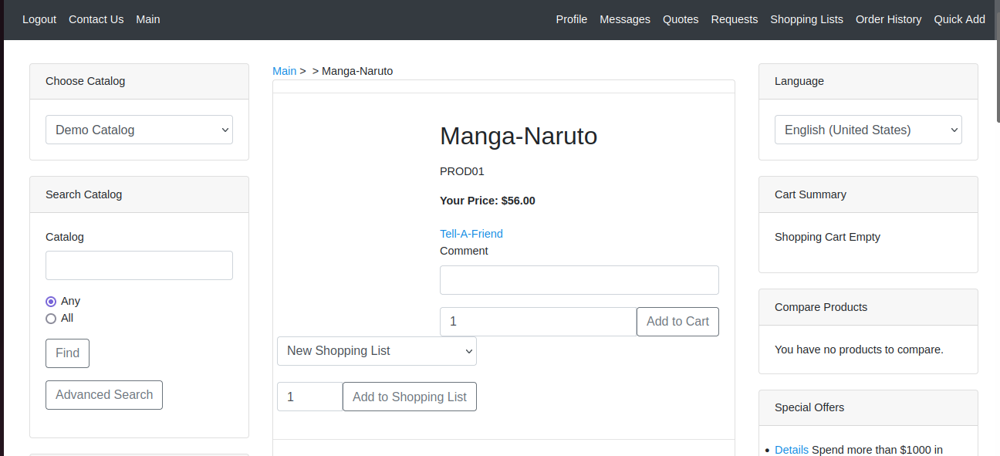 Logout Contact Us Main
Profile Messages Quotes Requests Shopping Lists Order History Quick Add
Choose Catalog
Demo Catalog
Search Catalog
Catalog
Any
All
Find
Advanced Search
Main > > Manga-Naruto
Manga-Naruto
PROD01
Your Price: $56.00
Tell-A-Friend
Comment
1 Add to Cart
New Shopping List
1 Add to Shopping List
Language
English (United States)
Cart Summary
Shopping Cart Empty
Compare Products
You have no products to compare.
Special Offers
Details Spend more than $1000 in